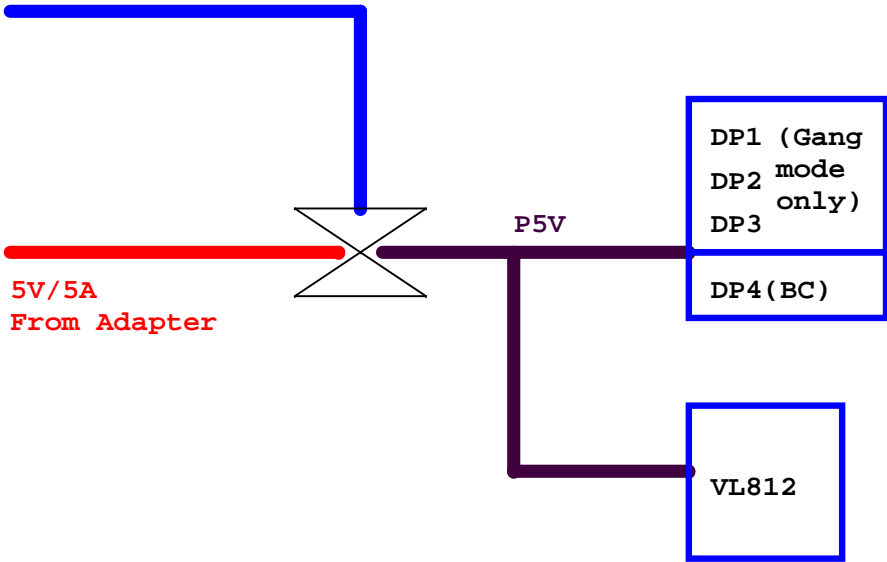 DP1 (Gang
mode
DP2
only)
P5V
DP3
5V/5A
From Adapter
DP4(BC)
VL812